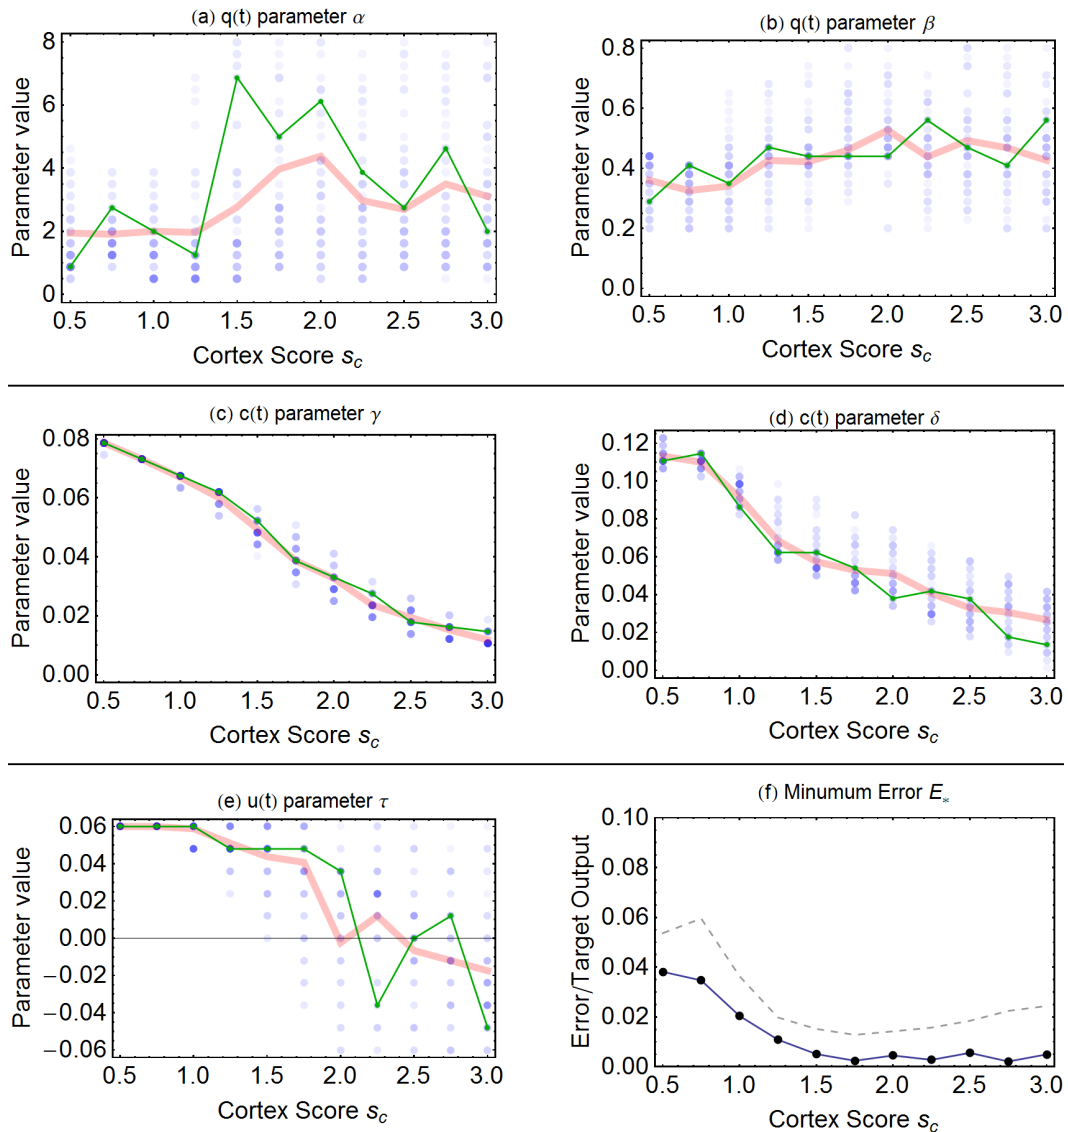 (a) q(t) parameter α
Parameter value
8
6
4
2
0
0.5 1.0 1.5 2.0 2.5 3.0
Cortex Score s_c
(b) q(t) parameter β
Parameter value
0.8
0.6
0.4
0.2
0.0
0.5 1.0 1.5 2.0 2.5 3.0
Cortex Score s_c
(c) c(t) parameter γ
Parameter value
0.08
0.06
0.04
0.02
0.00
0.5 1.0 1.5 2.0 2.5 3.0
Cortex Score s_c
(d) c(t) parameter δ
Parameter value
0.12
0.10
0.08
0.06
0.04
0.02
0.00
0.5 1.0 1.5 2.0 2.5 3.0
Cortex Score s_c
(e) u(t) parameter τ
Parameter value
0.06
0.04
0.02
0.00
−0.02
−0.04
−0.06
0.5 1.0 1.5 2.0 2.5 3.0
Cortex Score s_c
(f) Minumum Error E_*
Error/Target Output
0.10
0.08
0.06
0.04
0.02
0.00
0.5 1.0 1.5 2.0 2.5 3.0
Cortex Score s_c